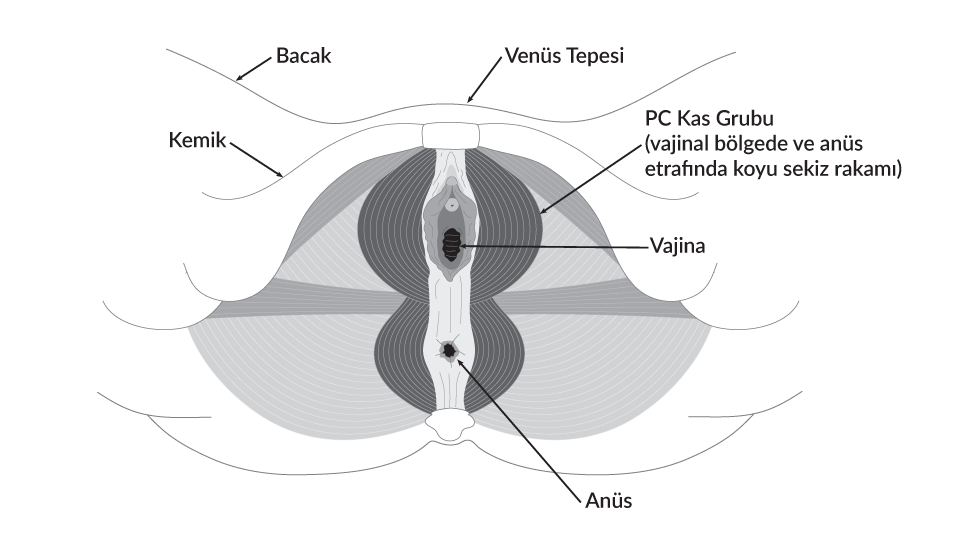 Bacak
Venüs Tepesi
PC Kas Grubu
(vajinal bölgede ve anüs
etrafında koyu sekiz rakamı)
Kemik
Vajina
Anüs